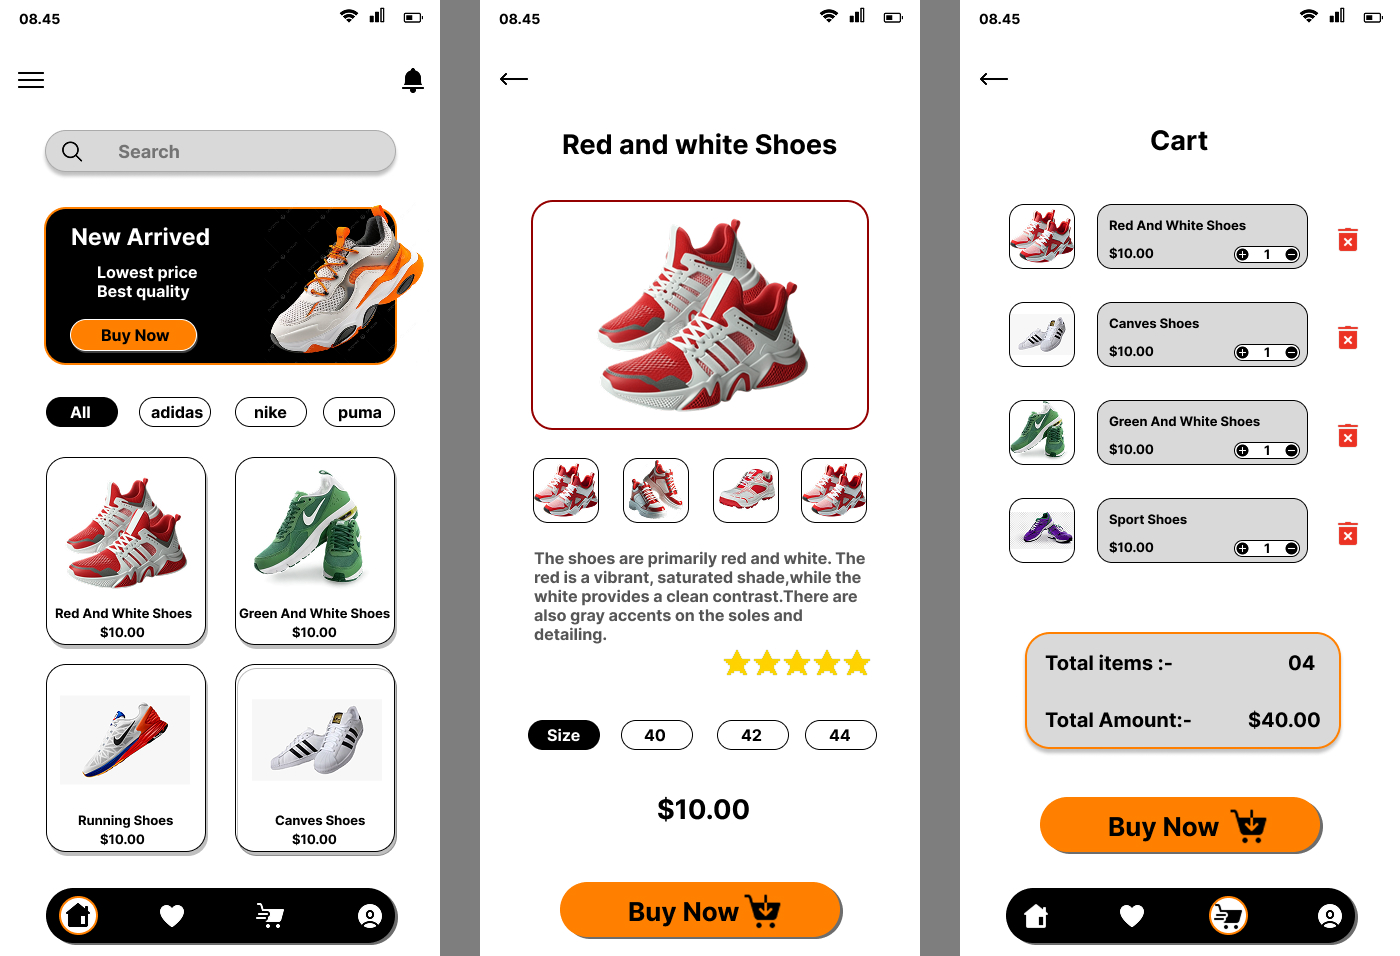 08.45
Search
New Arrived
Lowest price
Best quality
Buy Now
All
adidas
nike
puma
Red And White Shoes
$10.00
Green And White Shoes
$10.00
Running Shoes
$10.00
Canves Shoes
$10.00
08.45
Red and white Shoes
The shoes are primarily red and white. The
red is a vibrant, saturated shade,while the
white provides a clean contrast.There are
also gray accents on the soles and
detailing.
Size
40
42
44
$10.00
Buy Now
08.45
Cart
Red And White Shoes
$10.00
1
Canves Shoes
$10.00
1
Green And White Shoes
$10.00
1
Sport Shoes
$10.00
1
Total items :-
04
Total Amount:-
$40.00
Buy Now